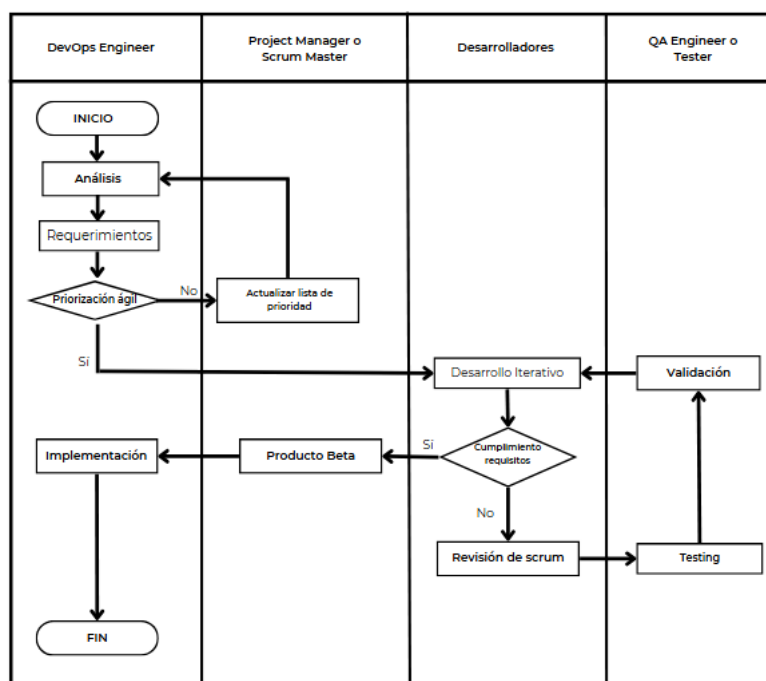 DevOps Engineer
Project Manager o
Scrum Master
Desarrolladores
QA Engineer o
Tester
INICIO
Análisis
Requerimientos
Priorización ágil
No
Actualizar lista de
prioridad
Sí
Desarrollo Iterativo
Validación
Implementación
Producto Beta
Sí
Cumplimiento
requisitos
No
Revisión de scrum
Testing
FIN